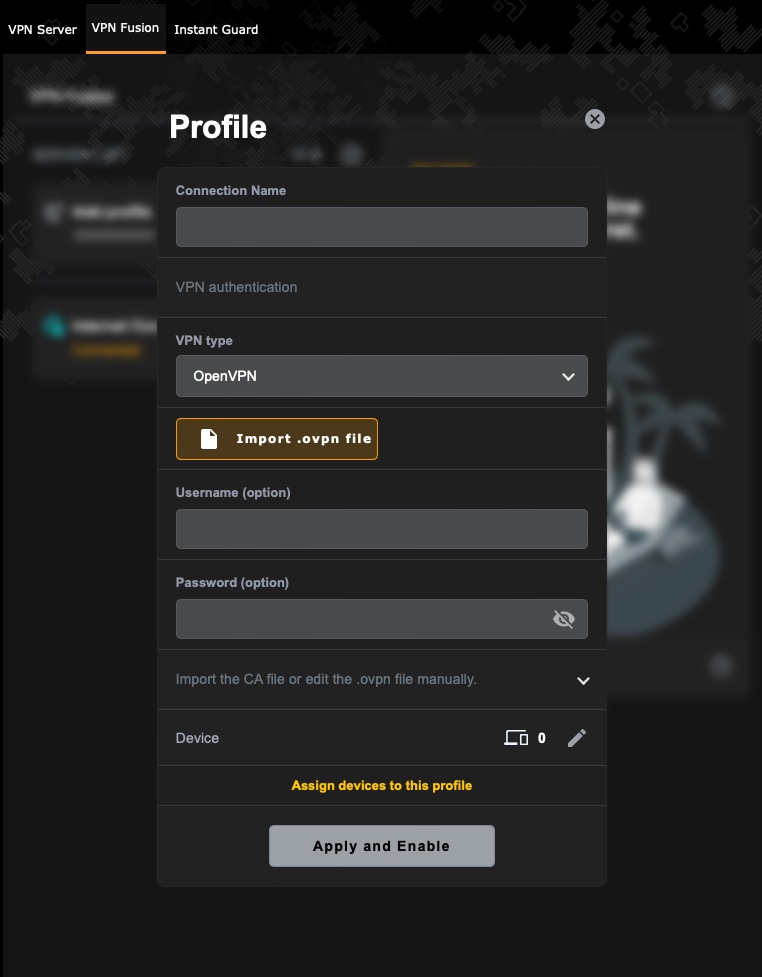 VPN Server
VPN Fusion
Instant Guard
Profile
Connection Name
VPN authentication
VPN type
OpenVPN
Import .ovpn file
Username (option)
Password (option)
Import the CA file or edit the .ovpn file manually.
Device
0
Assign devices to this profile
Apply and Enable